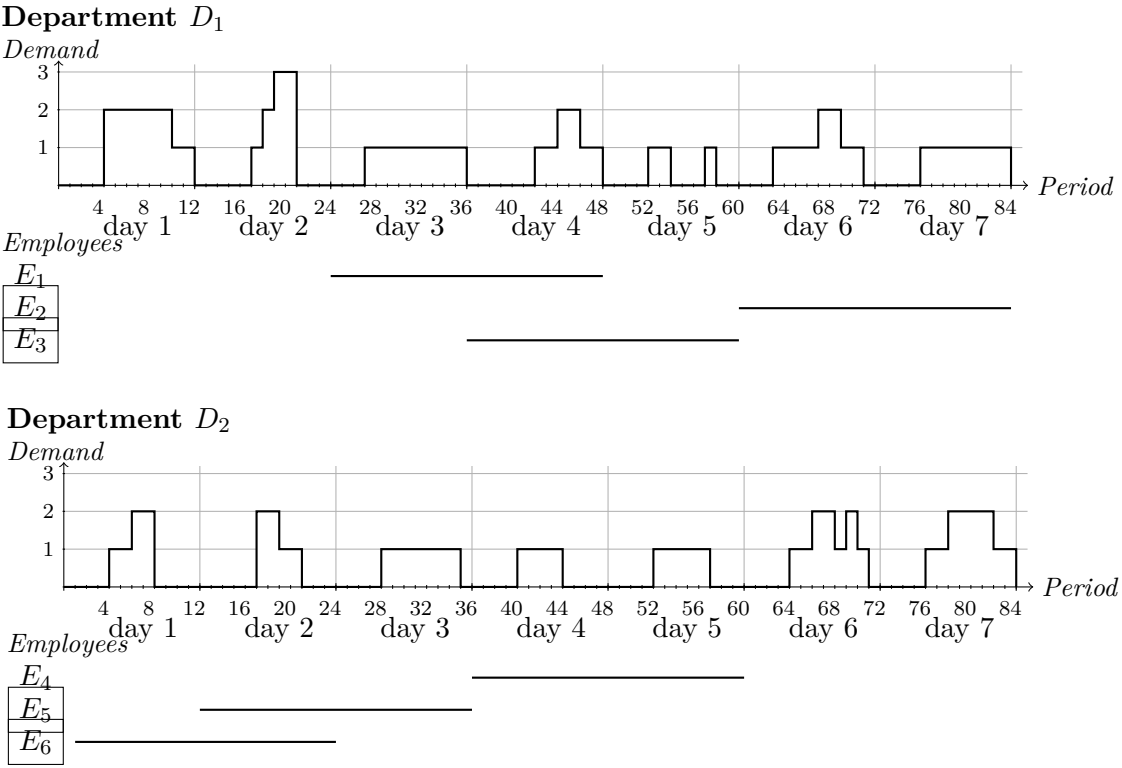 Department D₁
Demand
3
2
1
4 8 12 16 20 24 28 32 36 40 44 48 52 56 60 64 68 72 76 80 84 Period
day 1 day 2 day 3 day 4 day 5 day 6 day 7
Employees
E₁
E₂
E₃
Department D₂
Demand
3
2
1
4 8 12 16 20 24 28 32 36 40 44 48 52 56 60 64 68 72 76 80 84 Period
day 1 day 2 day 3 day 4 day 5 day 6 day 7
Employees
E₄
E₅
E₆